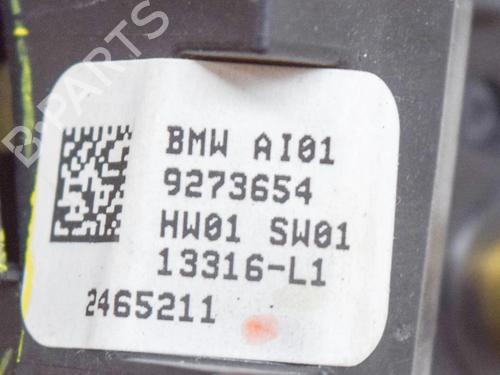 BMW AI01
9273654
HW01 SW01
13316-L1
2465211
B-PARTS